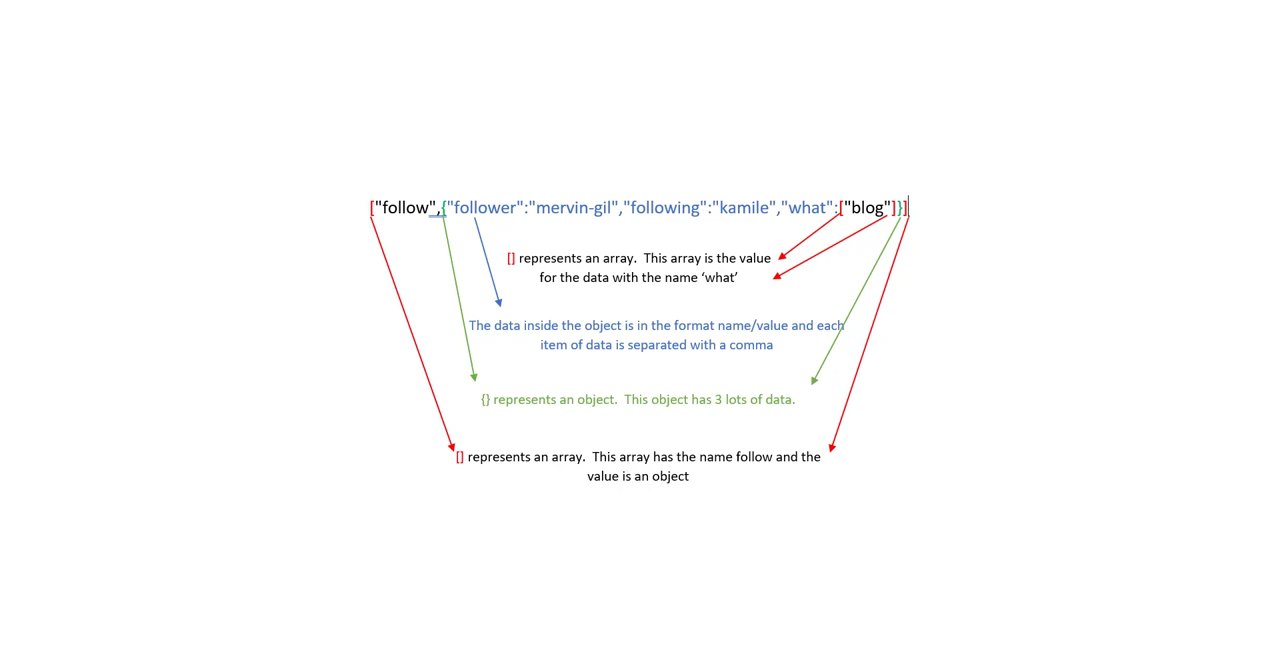 ["follow",{"follower":"mervin-gil","following":"kamile","what":["blog"]}]
[] represents an array.  This array is the value
for the data with the name ‘what’
The data inside the object is in the format name/value and each
item of data is separated with a comma
{} represents an object.  This object has 3 lots of data.
[] represents an array.  This array has the name follow and the
value is an object